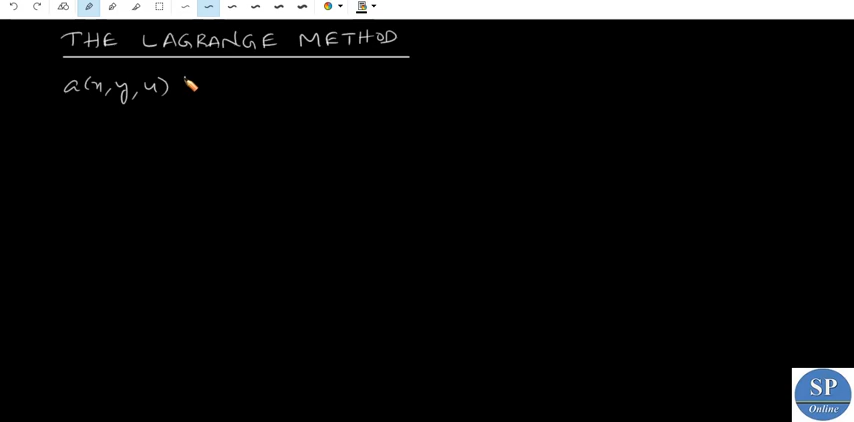 THE LAGRANGE METHOD
a(x, y, u)
SP
Online